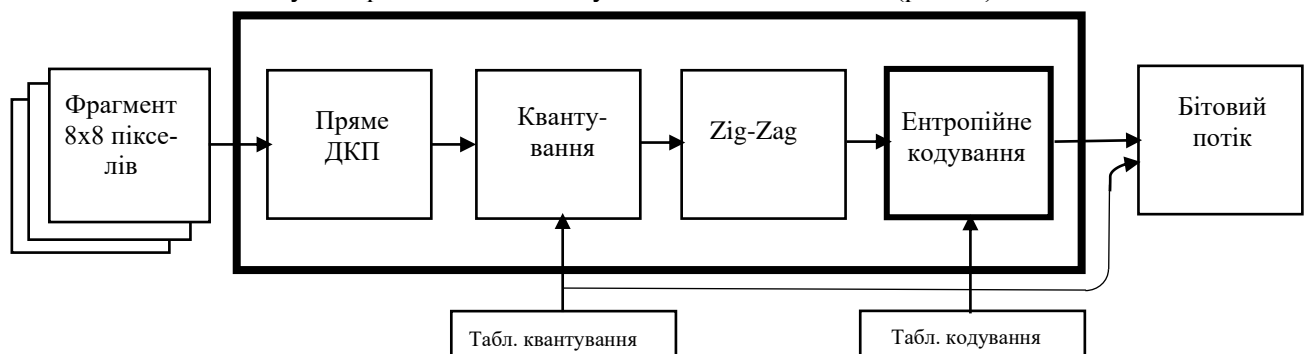 Фрагмент
8х8 піксе-
лів
Пряме
ДКП
Кванту-
вання
Zig-Zag
Ентропійне
кодування
Бітовий
потік
Табл. квантування
Табл. кодування